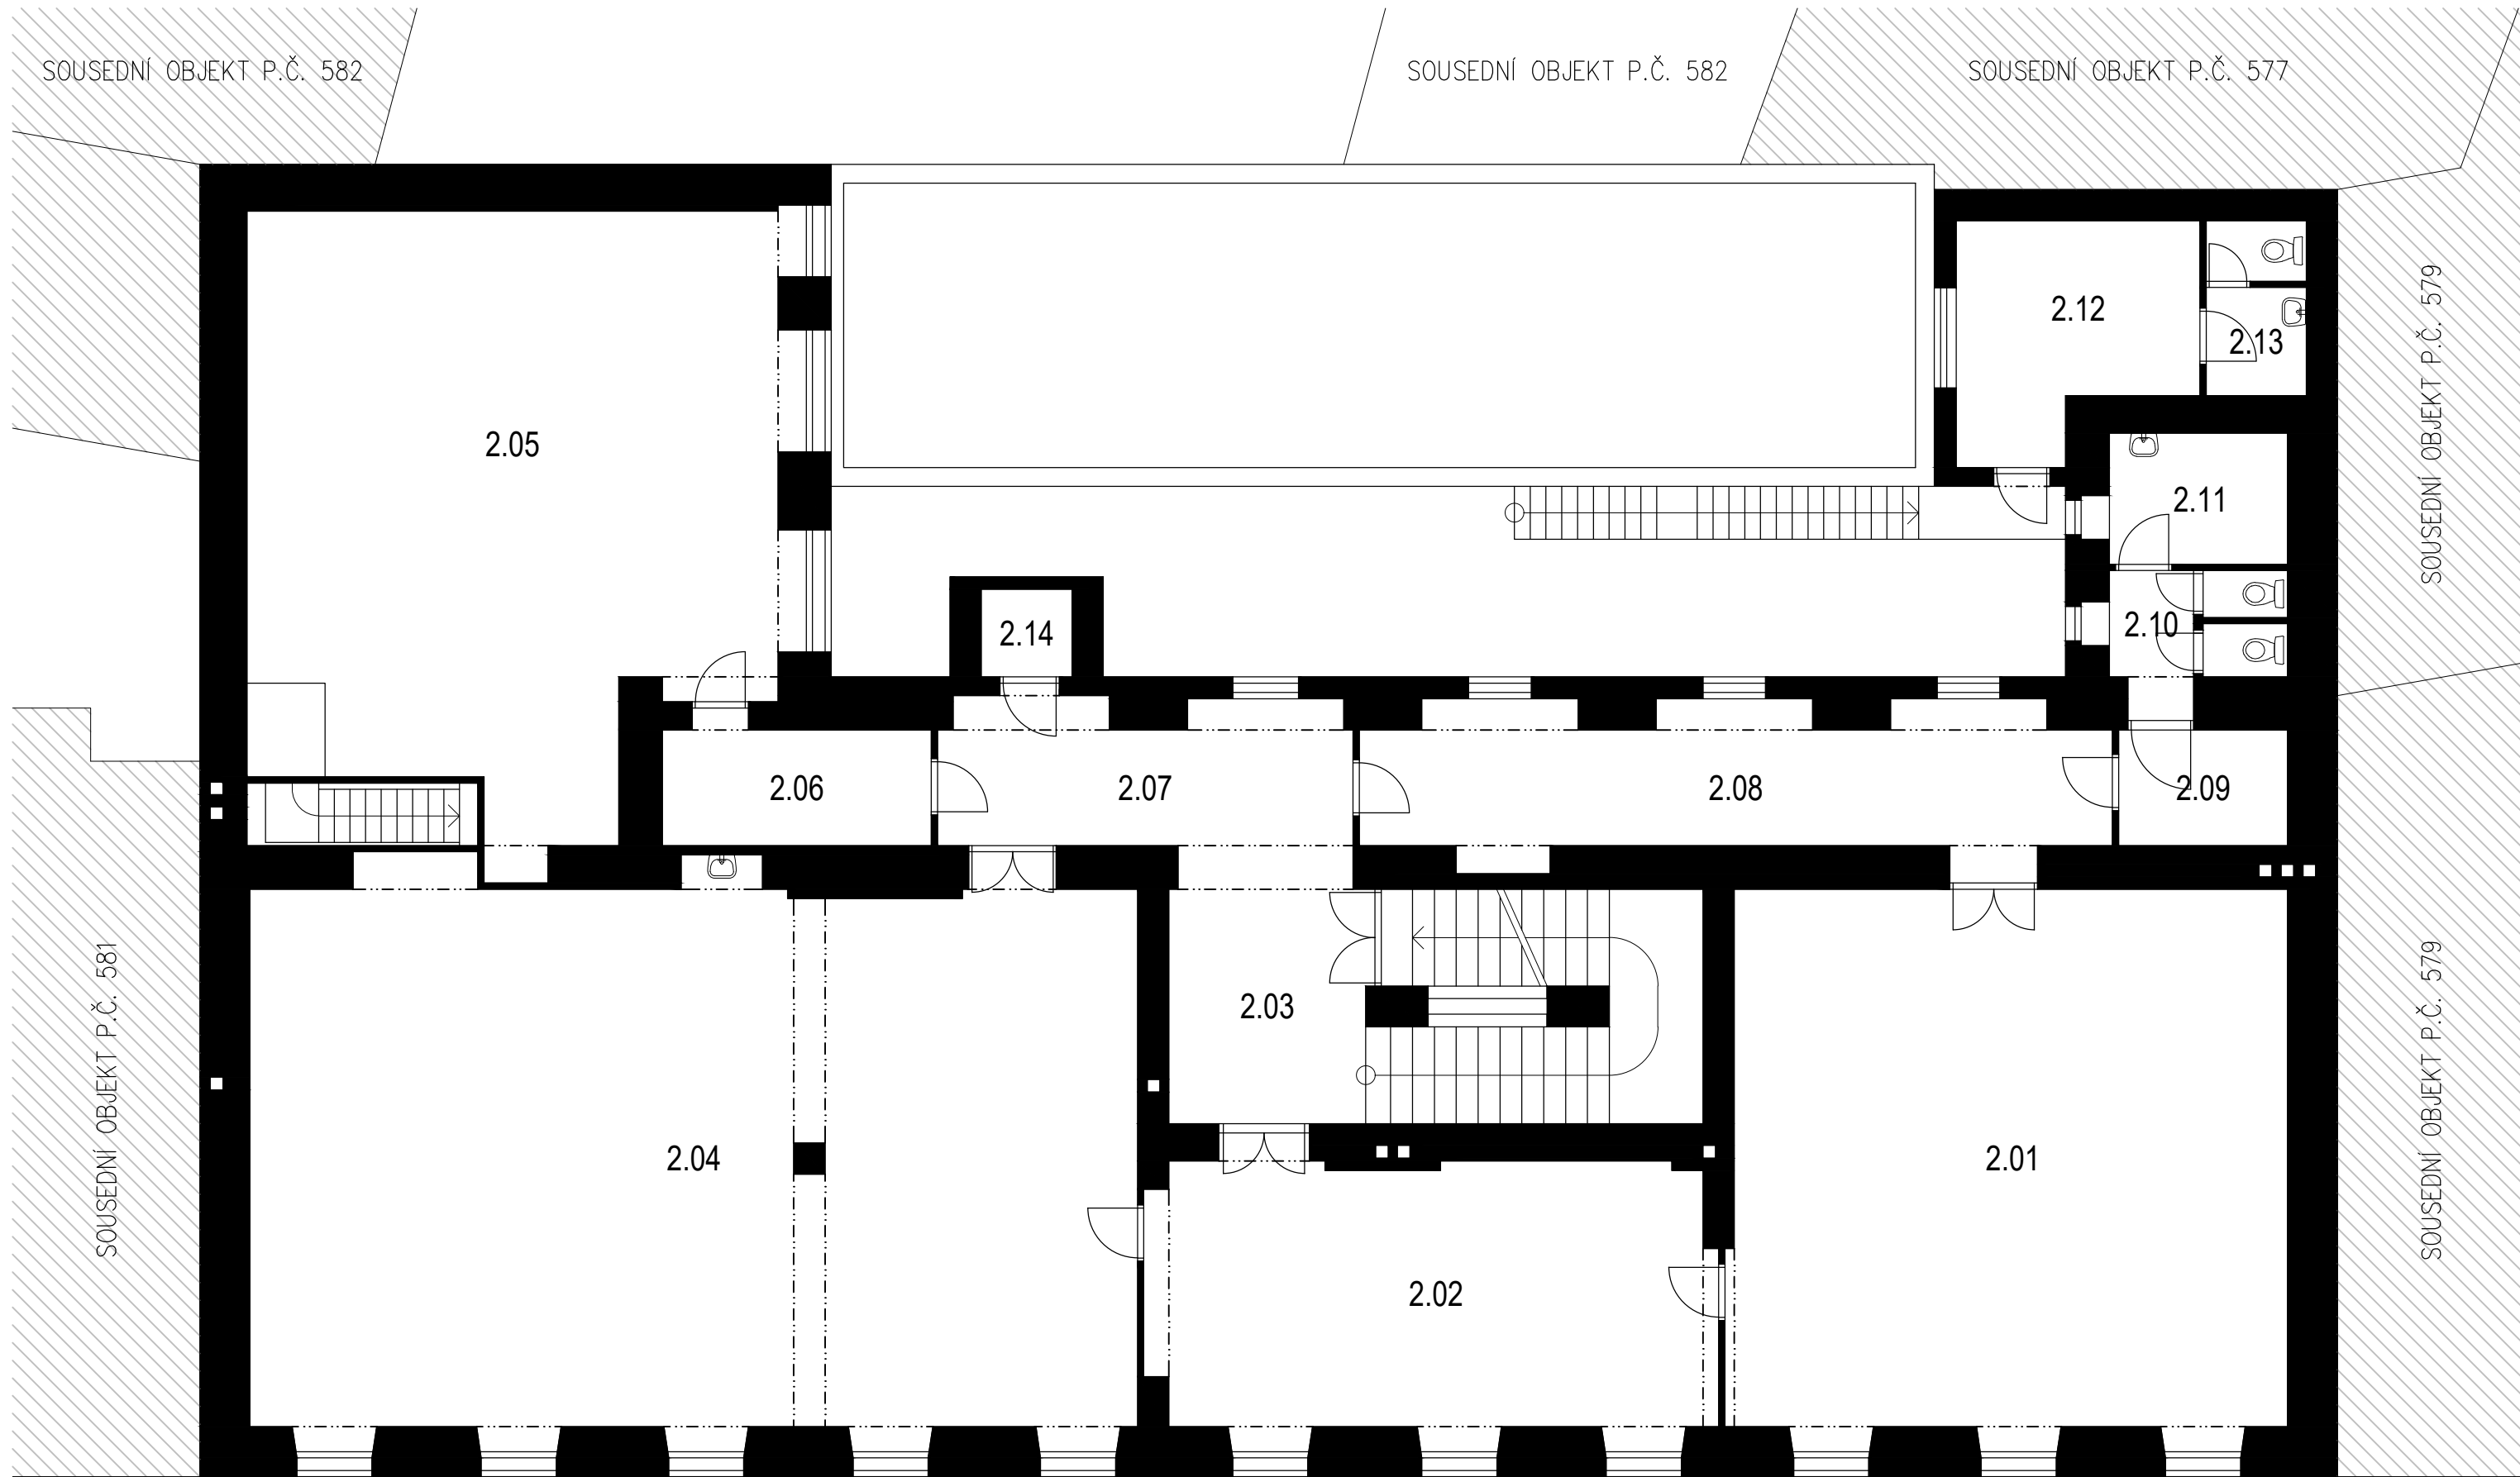 SOUSEDNÍ OBJEKT P.Č. 582
SOUSEDNÍ OBJEKT P.Č. 582
SOUSEDNÍ OBJEKT P.Č. 577
SOUSEDNÍ OBJEKT P.Č. 579
2.12
2.13
2.05
2.11
2.14
2.10
2.06
2.07
2.08
2.09
SOUSEDNÍ OBJEKT P.Č. 581
2.03
SOUSEDNÍ OBJEKT P.Č. 579
2.04
2.01
2.02